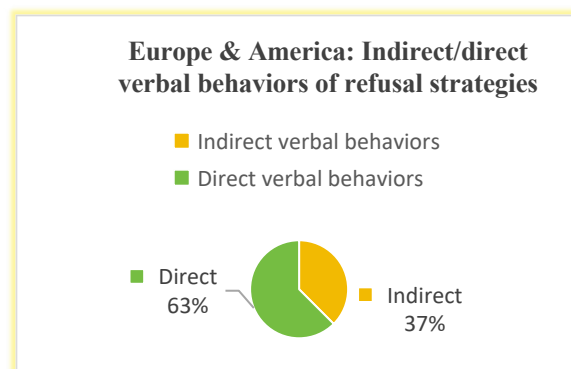 Europe & America: Indirect/direct
verbal behaviors of refusal strategies
Indirect verbal behaviors
Direct verbal behaviors
Direct
63%
Indirect
37%